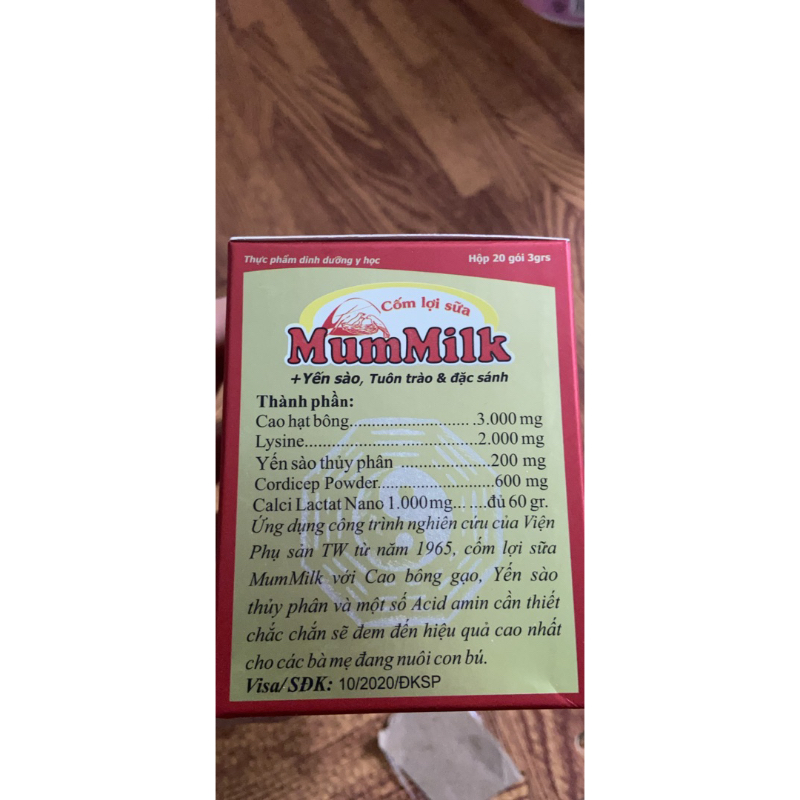 Thực phẩm dinh dưỡng y học
Hộp 20 gói 3grs
Cốm lợi sữa
MumMilk
+Yến sào, Tuôn trào & đặc sánh
Thành phần:
Cao hạt bông.......................... .3.000 mg
Lysine......................................2.000 mg
Yến sào thủy phân ....................200 mg
Cordicep Powder..........................600 mg
Calci Lactat Nano 1.000mg... ....đủ 60 gr.
Ứng dụng công trình nghiên cứu của Viện
Phụ sản TW từ năm 1965, cốm lợi sữa
MumMilk với Cao bông gạo, Yến sào
thủy phân và một số Acid amin cần thiết
chắc chắn sẽ đem đến hiệu quả cao nhất
cho các bà mẹ đang nuôi con bú.
Visa/SĐK: 10/2020/ĐKSP